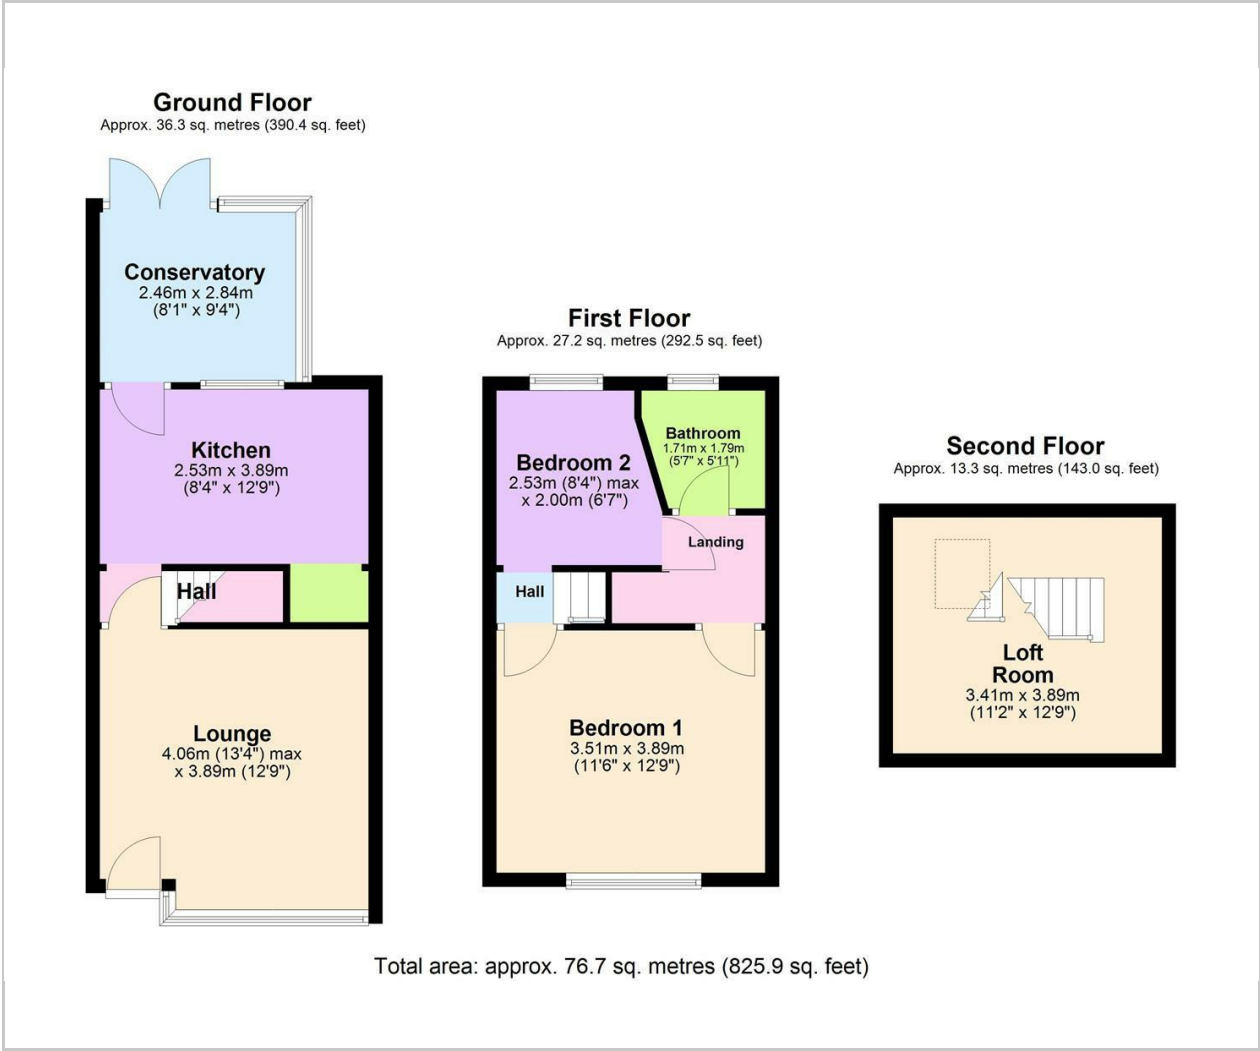 Ground Floor
Approx. 36.3 sq. metres (390.4 sq. feet)
Conservatory
2.46m x 2.84m
(8'1" x 9'4")
Kitchen
2.53m x 3.89m
(8'4" x 12'9")
Hall
Lounge
4.06m (13'4") max
x 3.89m (12'9")
First Floor
Approx. 27.2 sq. metres (292.5 sq. feet)
Bedroom 2
2.53m (8'4") max
x 2.00m (6'7")
Bathroom
1.71m x 1.79m
(5'7" x 5'11")
Landing
Hall
Bedroom 1
3.51m x 3.89m
(11'6" x 12'9")
Second Floor
Approx. 13.3 sq. metres (143.0 sq. feet)
Loft
Room
3.41m x 3.89m
(11'2" x 12'9")
Total area: approx. 76.7 sq. metres (825.9 sq. feet)